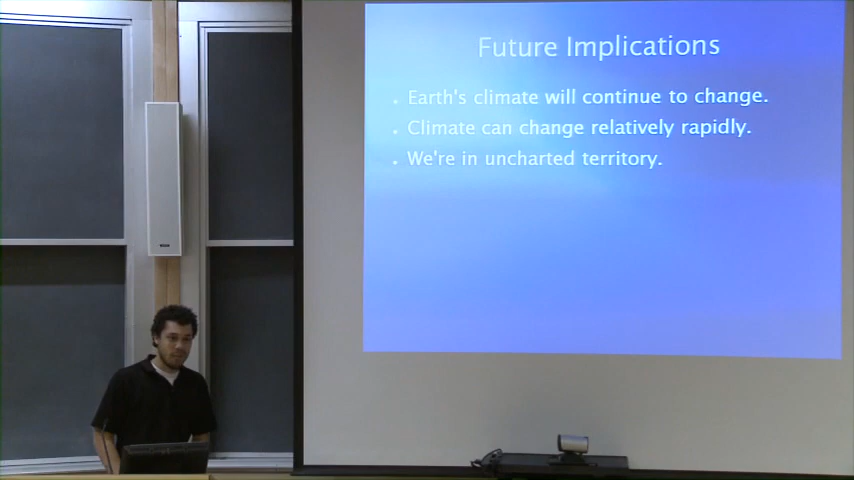 Future Implications
Earth's climate will continue to change.
Climate can change relatively rapidly.
We're in uncharted territory.